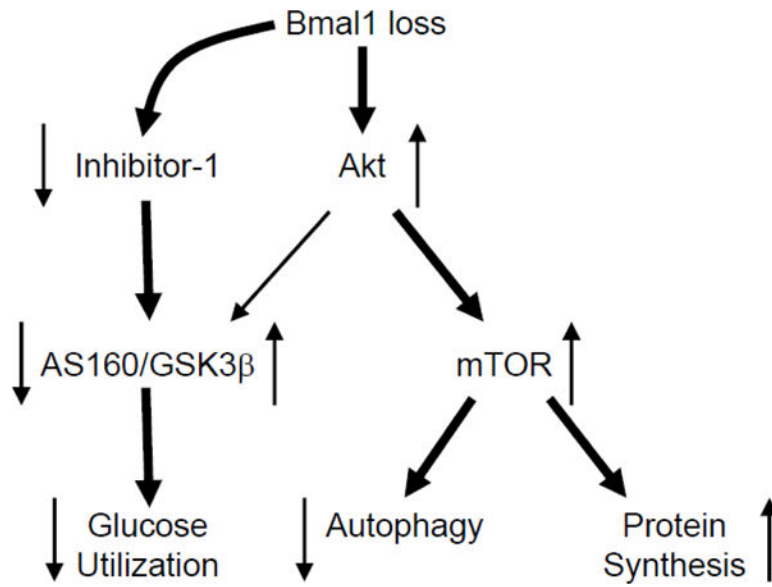 Bmal1 loss
Inhibitor-1
Akt
AS160/GSK3β
mTOR
Glucose
Utilization
Autophagy
Protein
Synthesis